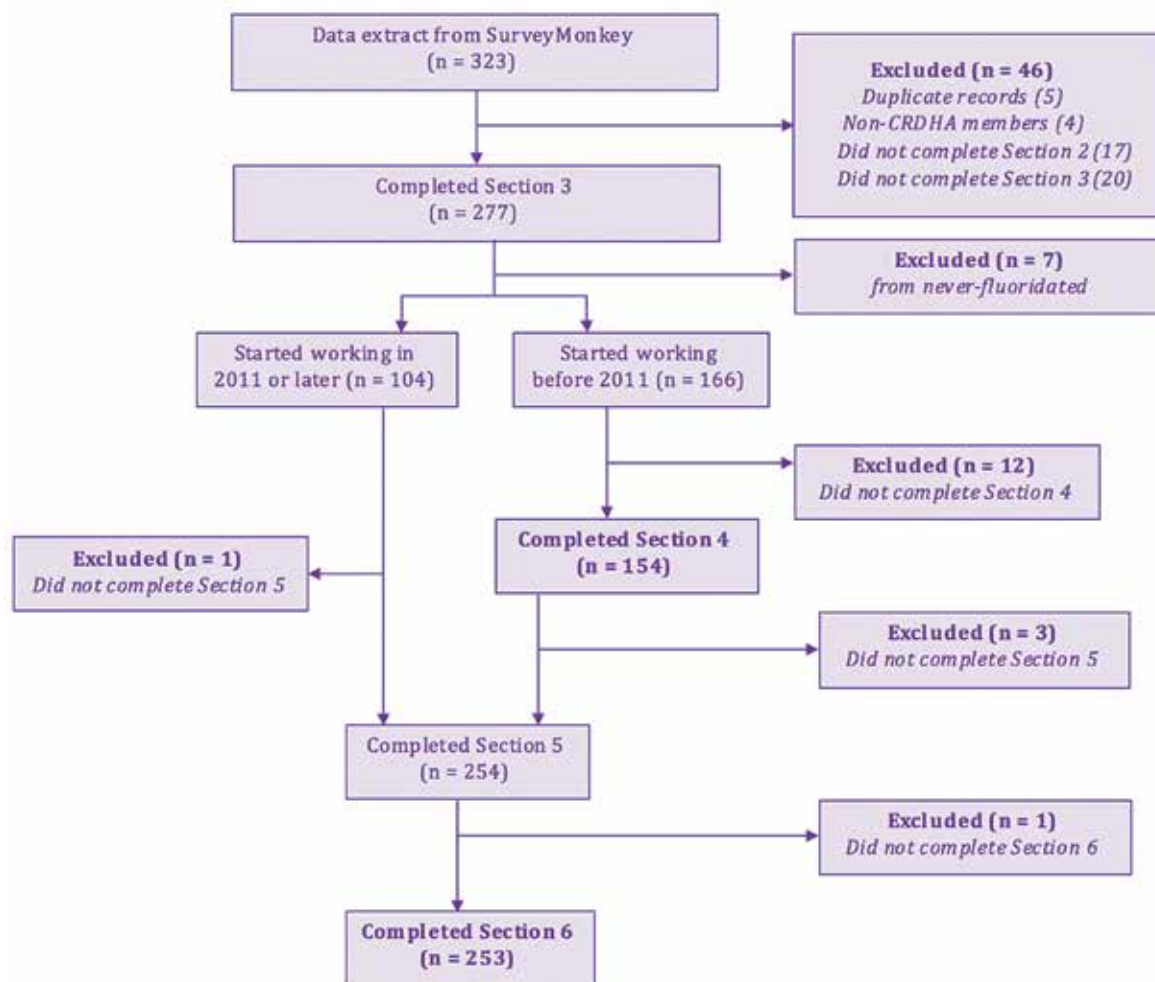 Data extract from SurveyMonkey
(n = 323)
Excluded (n = 46)
Duplicate records (5)
Non-CRDHA members (4)
Did not complete Section 2 (17)
Did not complete Section 3 (20)
Completed Section 3
(n = 277)
Excluded (n = 7)
from never-fluoridated
Started working in
2011 or later (n = 104)
Started working
before 2011 (n = 166)
Excluded (n = 12)
Did not complete Section 4
Completed Section 4
(n = 154)
Excluded (n = 1)
Did not complete Section 5
Excluded (n = 3)
Did not complete Section 5
Completed Section 5
(n = 254)
Excluded (n = 1)
Did not complete Section 6
Completed Section 6
(n = 253)